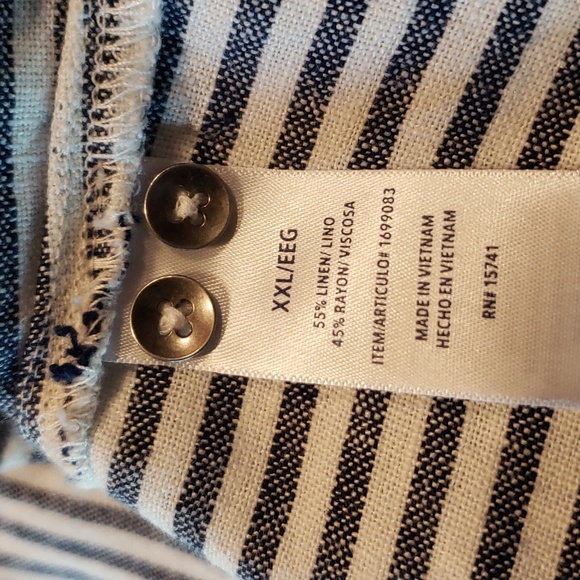 XXL/EEG
55% LINEN/ LINO
45% RAYON/ VISCOSA
ITEM/ARTICULO# 1699083
MADE IN VIETNAM
HECHO EN VIETNAM
RN# 15741